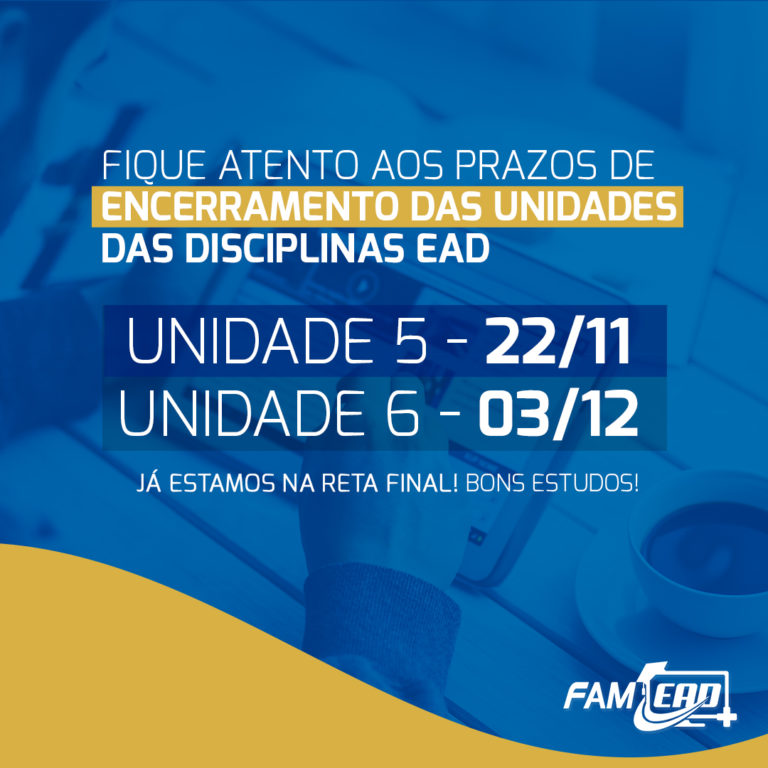 FIQUE ATENTO AOS PRAZOS DE
ENCERRAMENTO DAS UNIDADES
DAS DISCIPLINAS EAD
UNIDADE 5 - 22/11
UNIDADE 6 - 03/12
JÁ ESTAMOS NA RETA FINAL! BONS ESTUDOS!
FAM EAD